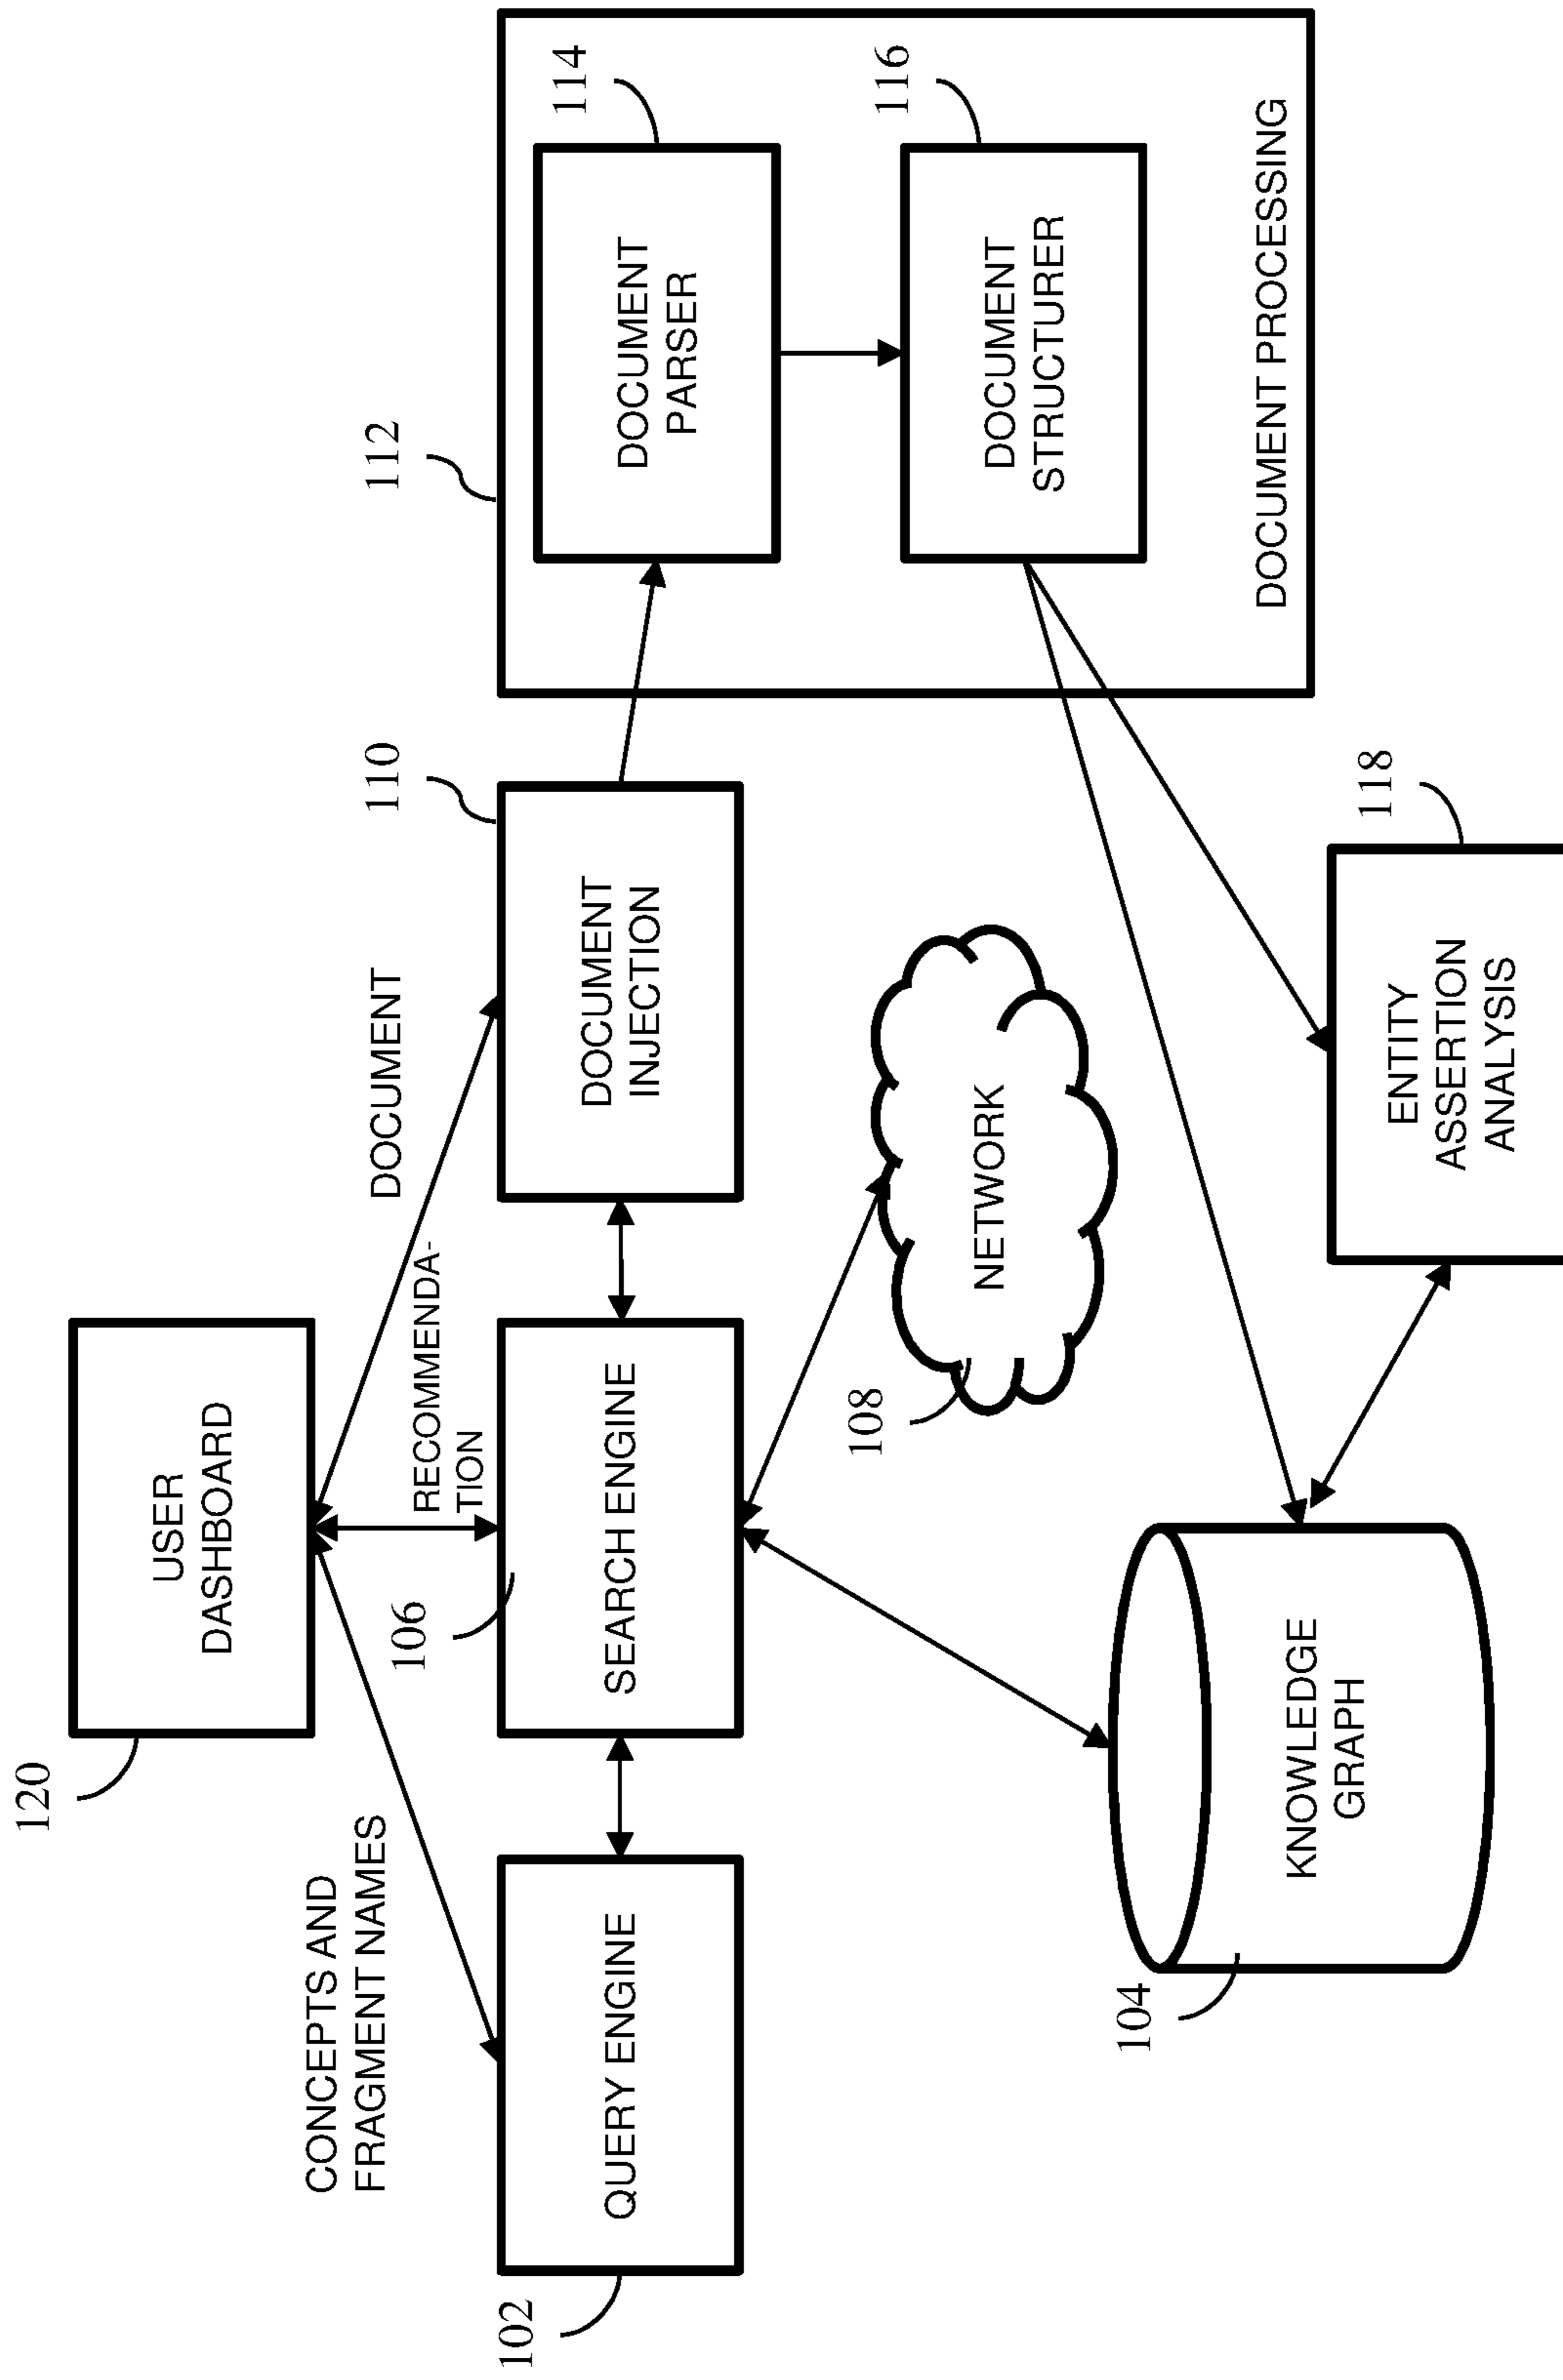 120
USER
DASHBOARD
CONCEPTS AND
FRAGMENT NAMES
DOCUMENT
RECOMMENDA-
TION
102
QUERY ENGINE
106
SEARCH ENGINE
110
DOCUMENT
INJECTION
112
114
DOCUMENT
PARSER
116
DOCUMENT
STRUCTURER
DOCUMENT PROCESSING
108
NETWORK
104
KNOWLEDGE
GRAPH
118
ENTITY
ASSERTION
ANALYSIS